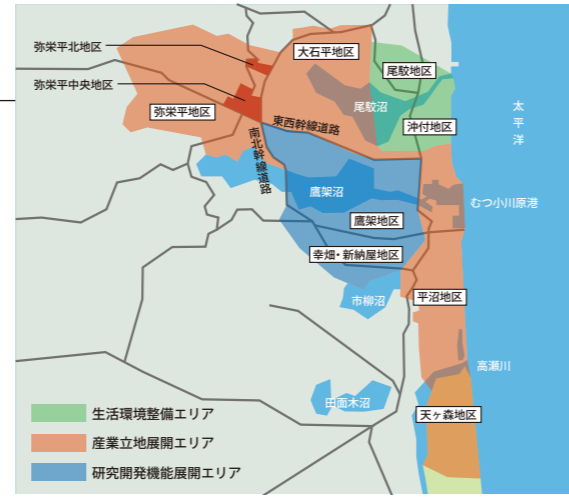 弥栄平北地区
大石平地区
弥栄平中央地区
尾駮地区
尾駮沼
弥栄平地区
東西幹線道路
沖付地区
太平洋
南北幹線道路
鷹架沼
むつ小川原港
鷹架地区
幸畑・新納屋地区
市柳沼
平沼地区
高瀬川
田面木沼
天ヶ森地区
生活環境整備エリア
産業立地展開エリア
研究開発機能展開エリア